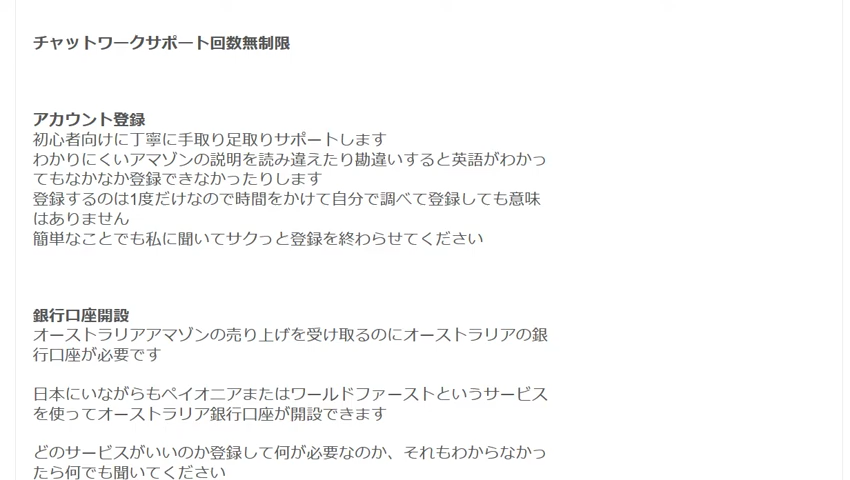 チャットワークサポート回数無制限
アカウント登録
初心者向けに丁寧に手取り足取りサポートします
わかりにくいアマゾンの説明を読み違えたり勘違いすると英語がわかっ
てもなかなか登録できなかったりします
登録するのは1度だけなので時間をかけて自分で調べて登録しても意味
はありません
簡単なことでも私に聞いてサクっと登録を終わらせてください
銀行口座開設
オーストラリアアマゾンの売り上げを受け取るのにオーストラリアの銀
行口座が必要です
日本にいながらもペイオニアまたはワールドファーストというサービス
を使ってオーストラリア銀行口座が開設できます
どのサービスがいいのか登録して何が必要なのか、それもわからなかっ
たら何でも聞いてください